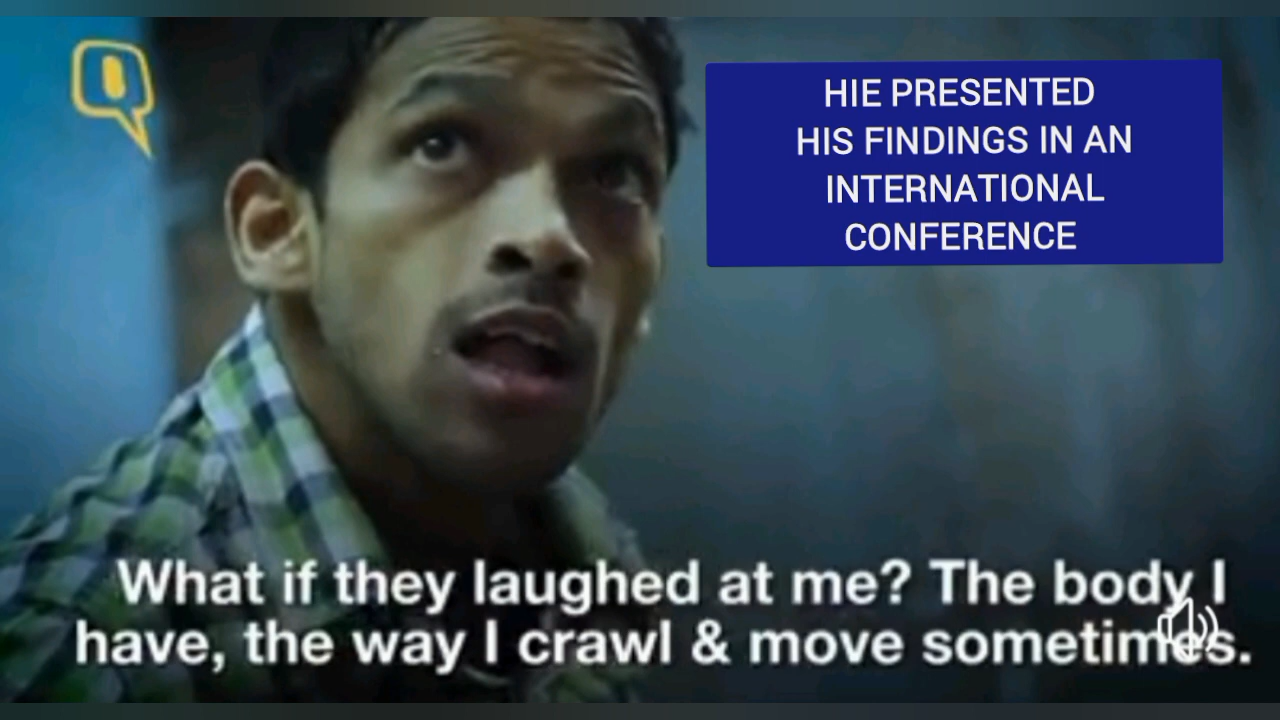 HIE PRESENTED
HIS FINDINGS IN AN
INTERNATIONAL
CONFERENCE
What if they laughed at me? The body I
have, the way I crawl & move sometimes.